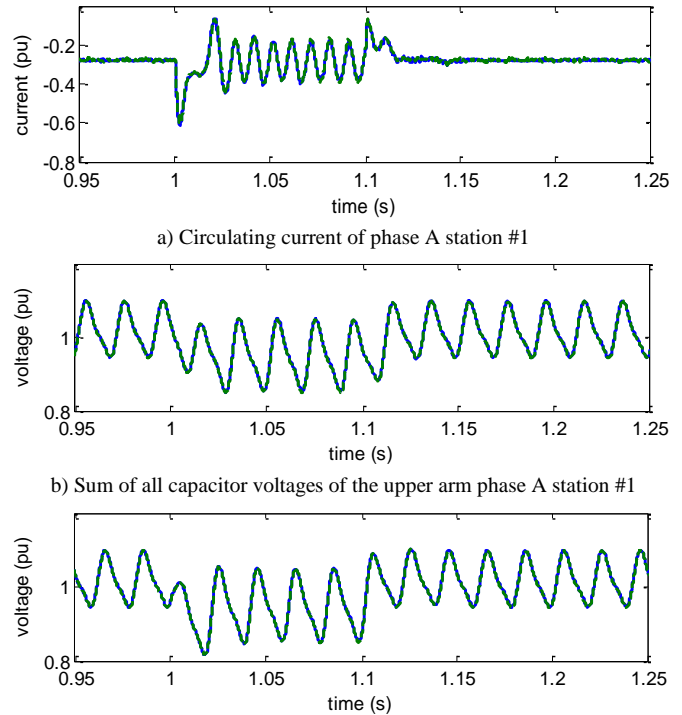 -0.2
-0.4
-0.6
-0.8
current (pu)
0.95 1 1.05 1.1 1.15 1.2 1.25
time (s)
a) Circulating current of phase A station #1
1
0.8
voltage (pu)
0.95 1 1.05 1.1 1.15 1.2 1.25
time (s)
b) Sum of all capacitor voltages of the upper arm phase A station #1
1
0.8
voltage (pu)
0.95 1 1.05 1.1 1.15 1.2 1.25
time (s)